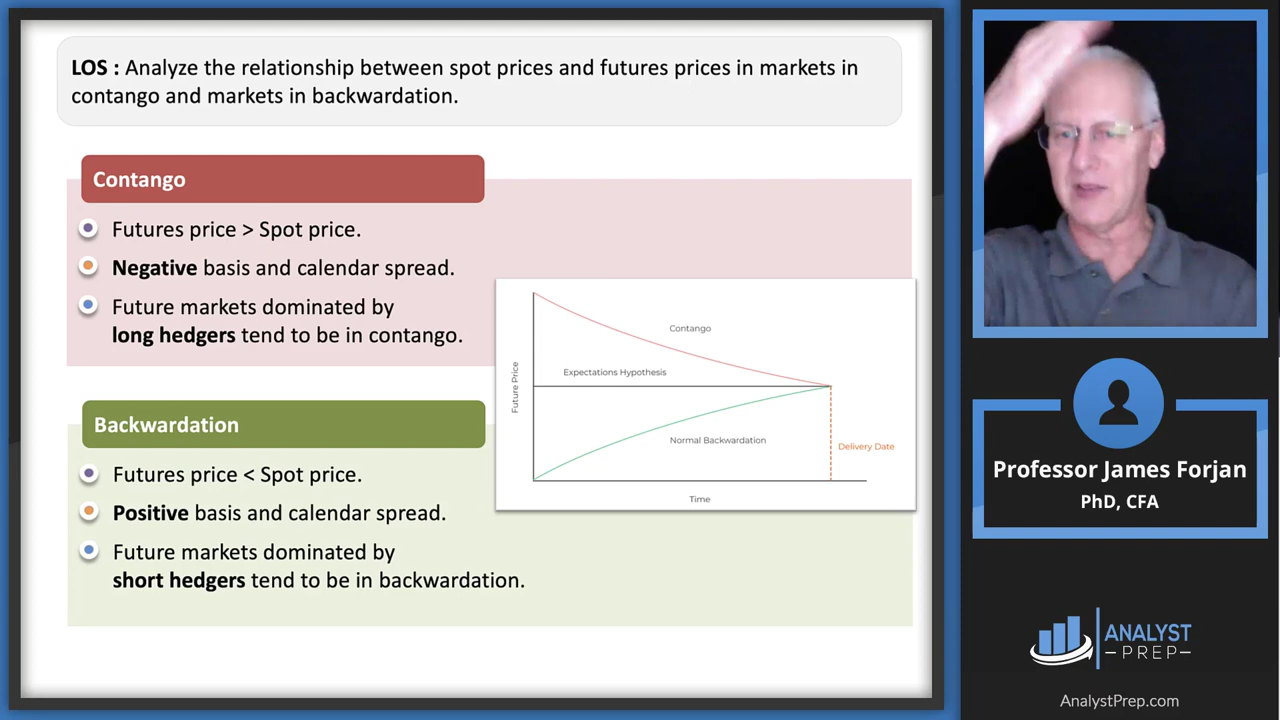 LOS : Analyze the relationship between spot prices and futures prices in markets in
contango and markets in backwardation.
Contango
Futures price > Spot price.
Negative basis and calendar spread.
Future markets dominated by
long hedgers tend to be in contango.
Backwardation
Futures price < Spot price.
Positive basis and calendar spread.
Future markets dominated by
short hedgers tend to be in backwardation.
Future Price
Contango
Expectations Hypothesis
Normal Backwardation
Delivery Date
Time
Professor James Forjan
PhD, CFA
ANALYST
–PREP–
AnalystPrep.com